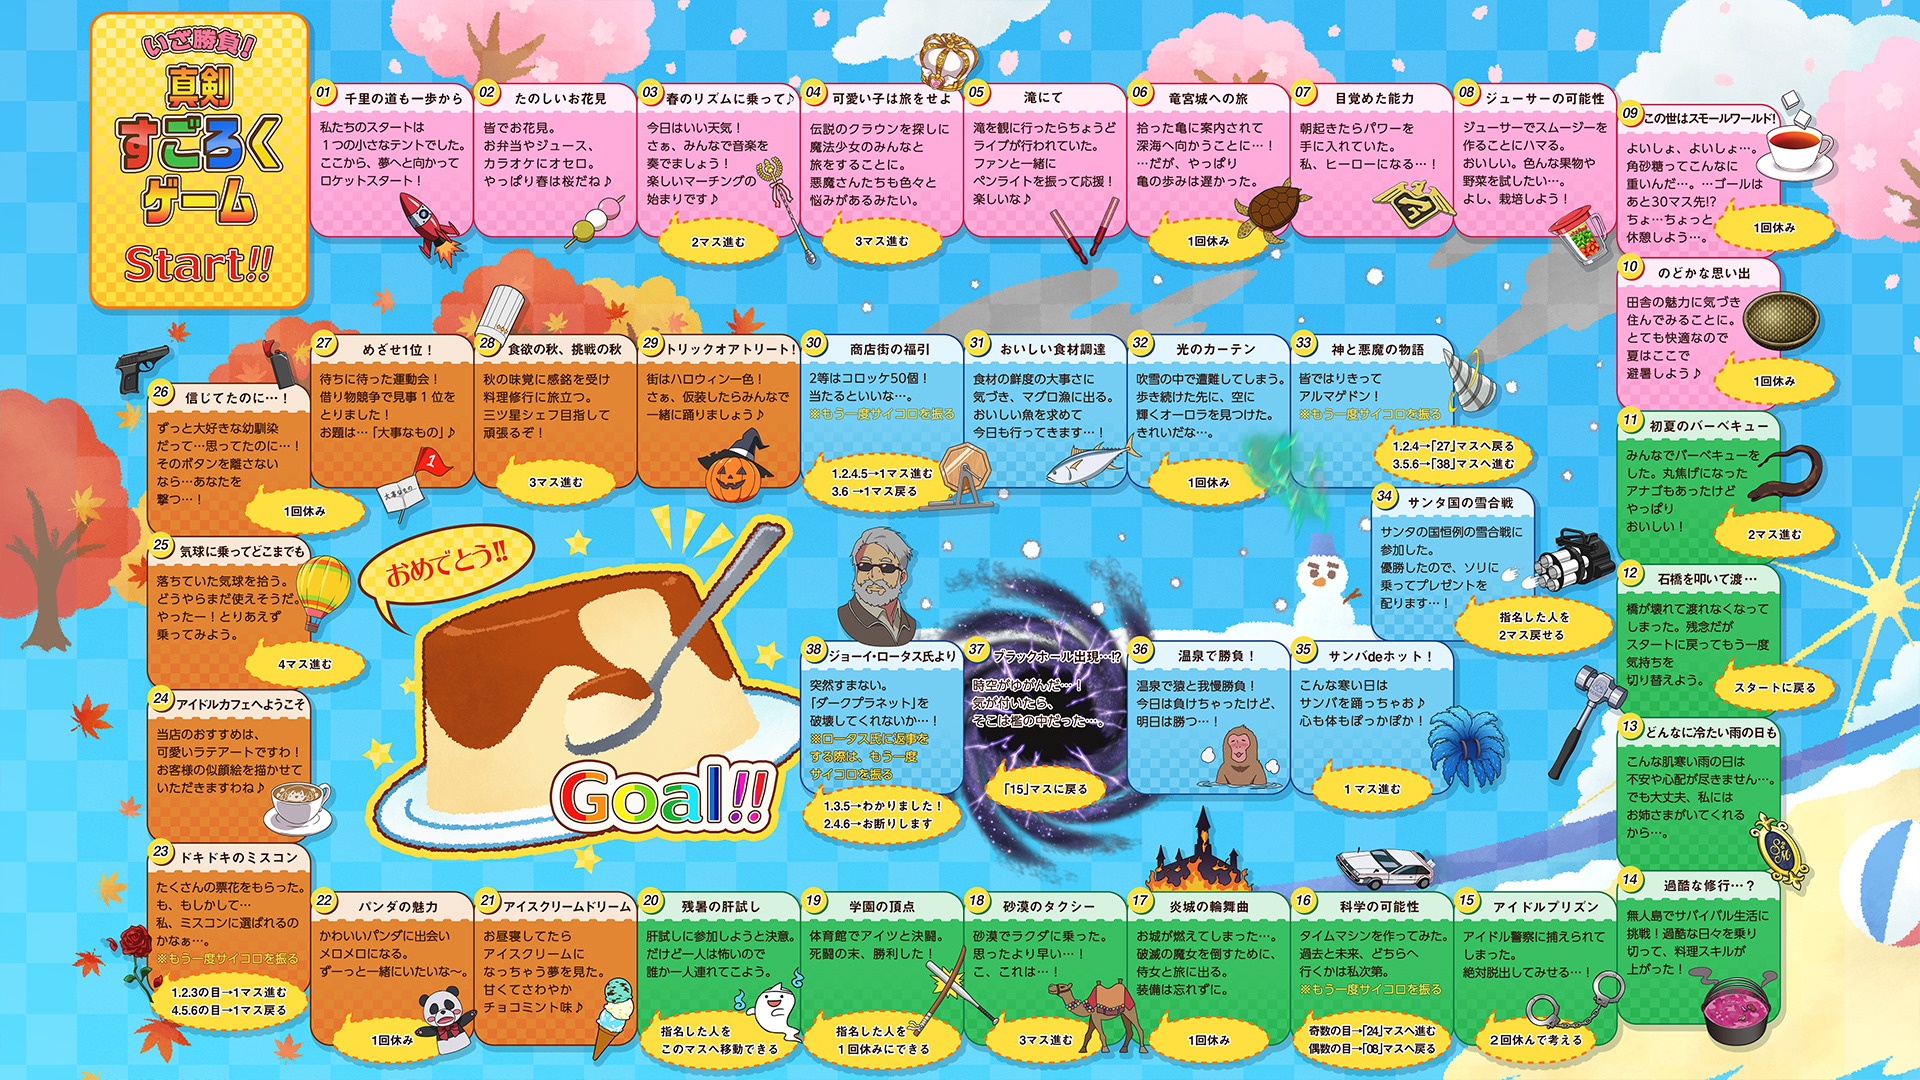 いざ勝負！
真剣
すごろく
ゲーム
Start!!
01 千里の道も一歩から
私たちのスタートは
１つの小さなテントでした。
ここから、夢へと向かって
ロケットスタート！
02 たのしいお花見
皆でお花見。
お弁当やジュース、
カラオケにオセロ。
やっぱり春は桜だね♪
03 春のリズムに乗って♪
今日はいい天気！
さぁ、みんなで音楽を
奏でましょう！
楽しいマーチングの
始まりです♪
2マス進む
04 可愛い子は旅をせよ
伝説のクラウンを探しに
魔法少女のみんなと
旅をすることに。
悪魔さんたちも色々と
悩みがあるみたい。
3マス進む
05 滝にて
滝を観に行ったらちょうど
ライブが行われていた。
ファンと一緒に
ペンライトを振って応援！
楽しいな♪
06 竜宮城への旅
拾った亀に案内されて
深海へ向かうことに…！
…だが、やっぱり
亀の歩みは遅かった。
1回休み
07 目覚めた能力
朝起きたらパワーを
手に入れていた。
私、ヒーローになる…！
08 ジューサーの可能性
ジューサーでスムージーを
作ることにハマる。
おいしい。色んな果物や
野菜を試したい…。
よし、栽培しよう！
09 この世はスモールワールド!
よいしょ、よいしょ…。
角砂糖ってこんなに
重いんだ…。…ゴールは
あと30マス先!?
ちょ…ちょっと
休憩しよう…。
1回休み
10 のどかな思い出
田舎の魅力に気づき
住んでみることに。
とても快適なので
夏はここで
避暑しよう♪
1回休み
11 初夏のバーベキュー
みんなでバーベキューを
した。丸焦げになった
アナゴもあったけど
やっぱり
おいしい！
2マス進む
12 石橋を叩いて渡…
橋が壊れて渡れなくなって
しまった。残念だが
スタートに戻ってもう一度
気持ちを
切り替えよう。
スタートに戻る
13 どんなに冷たい雨の日も
こんな肌寒い雨の日は
不安や心配が尽きません…。
でも大丈夫、私には
お姉さまがいてくれる
から…。
S M
14 過酷な修行…？
無人島でサバイバル生活に
挑戦！過酷な日々を乗り
切って、料理スキルが
上がった！
15 アイドルプリズン
アイドル警察に捕えられて
しまった。
絶対脱出してみせる…！
２回休んで考える
16 科学の可能性
タイムマシンを作ってみた。
過去と未来、どちらへ
行くかは私次第。
※もう一度サイコロを振る
奇数の目→「24」マスへ進む
偶数の目→「08」マスへ戻る
17 炎城の輪舞曲
お城が燃えてしまった…。
破滅の魔女を倒すために、
侍女と旅に出る。
装備は忘れずに。
1回休み
18 砂漠のタクシー
砂漠でラクダに乗った。
思ったより早い…！
こ、これは…！
3マス進む
19 学園の頂点
体育館でアイツと決闘。
死闘の末、勝利した！
指名した人を
１回休みにできる
20 残暑の肝試し
肝試しに参加しようと決意。
だけど一人は怖いので
誰か一人連れてこよう。
指名した人を
このマスへ移動できる
21 アイスクリームドリーム
お昼寝してたら
アイスクリームに
なっちゃう夢を見た。
甘くてさわやか
チョコミント味♪
22 パンダの魅力
かわいいパンダに出会い
メロメロになる。
ずーっと一緒にいたいな〜。
1回休み
23 ドキドキのミスコン
たくさんの票花をもらった。
も、もしかして…
私、ミスコンに選ばれるの
かなぁ…。
※もう一度サイコロを振る
1.2.3の目→1マス進む
4.5.6の目→1マス戻る
24 アイドルカフェへようこそ
当店のおすすめは、
可愛いラテアートですわ！
お客様の似顔絵を描かせて
いただきますわね♪
25 気球に乗ってどこまでも
落ちていた気球を拾う。
どうやらまだ使えそうだ。
やったー！とりあえず
乗ってみよう。
4マス進む
26 信じてたのに…！
ずっと大好きな幼馴染
だって…思ってたのに…！
そのボタンを離さない
なら…あなたを
撃つ…！
1回休み
27 めざせ1位！
待ちに待った運動会！
借り物競争で見事１位を
とりました！
お題は…「大事なもの」♪
1
大事なもの
28 食欲の秋、挑戦の秋
秋の味覚に感銘を受け
料理修行に旅立つ。
三ツ星シェフ目指して
頑張るぞ！
3マス進む
29 トリックオアトリート!
街はハロウィン一色！
さぁ、仮装したらみんなで
一緒に踊りましょう♪
30 商店街の福引
2等はコロッケ50個！
当たるといいな…。
※もう一度サイコロを振る
1.2.4.5→1マス進む
3.6 →1マス戻る
31 おいしい食材調達
食材の鮮度の大事さに
気づき、マグロ漁に出る。
おいしい魚を求めて
今日も行ってきます…！
32 光のカーテン
吹雪の中で遭難してしまう。
歩き続けた先に、空に
輝くオーロラを見つけた。
きれいだな…。
1回休み
33 神と悪魔の物語
皆ではりきって
アルマゲドン！
※もう一度サイコロを振る
1.2.4→「27」マスへ戻る
3.5.6→「38」マスへ進む
34 サンタ国の雪合戦
サンタの国恒例の雪合戦に
参加した。
優勝したので、ソリに
乗ってプレゼントを
配ります…！
指名した人を
2マス戻せる
35 サンバdeホット！
こんな寒い日は
サンバを踊っちゃお♪
心も体もぽっかぽか！
１マス進む
36 温泉で勝負！
温泉で猿と我慢勝負！
今日は負けちゃったけど、
明日は勝つ…！
37 ブラックホール出現…!?
時空がゆがんだ…！
気が付いたら、
そこは檻の中だった…。
「15」マスに戻る
38 ジョーイ・ロータス氏より
突然すまない。
「ダークプラネット」を
破壊してくれないか…！
※ロータス氏に返事を
する際は、もう一度
サイコロを振る
1.3.5→わかりました！
2.4.6→お断りします
おめでとう!!
Goal!!